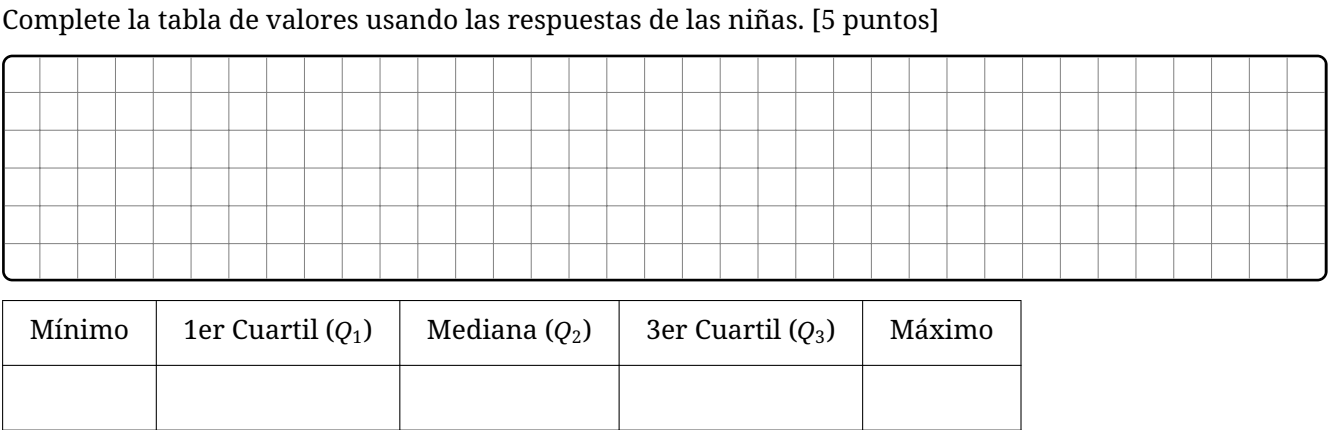 Complete la tabla de valores usando las respuestas de las niñas. [5 puntos]
Mínimo 1er Cuartil (Q₁) Mediana (Q₂) 3er Cuartil (Q₃) Máximo